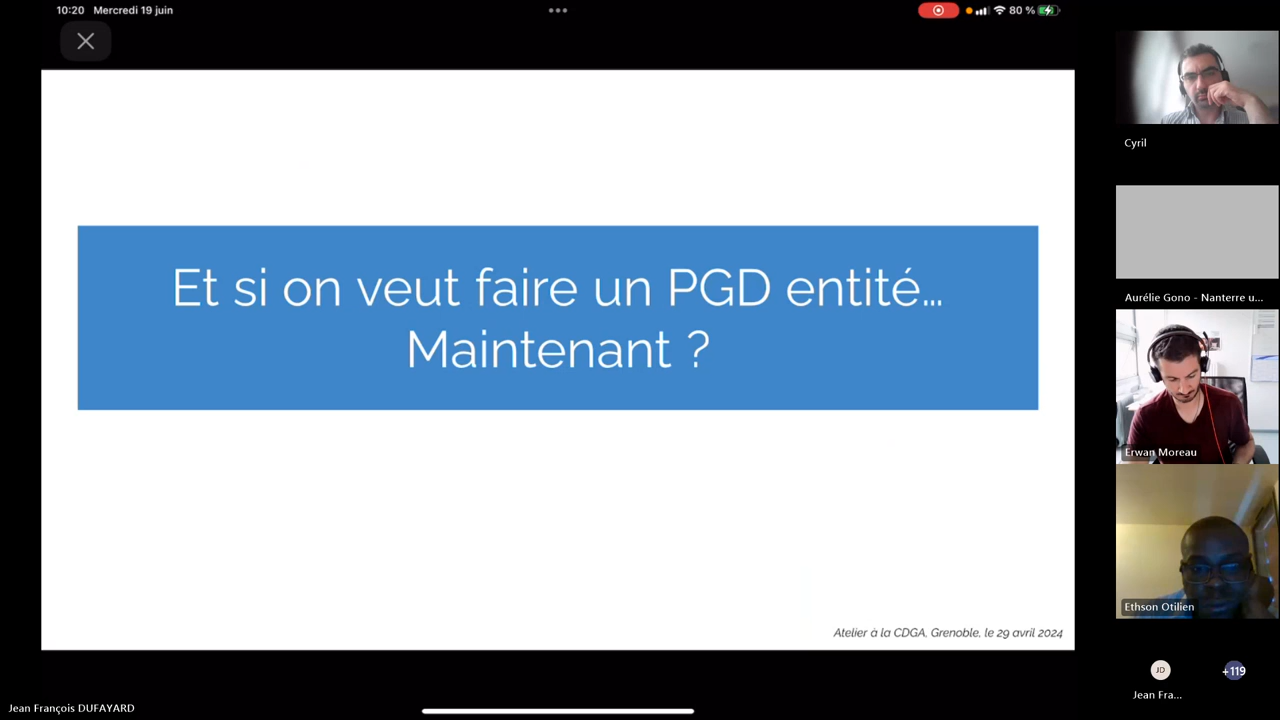 10:20 Mercredi 19 juin
80 %
Et si on veut faire un PGD entité...
Maintenant ?
Atelier à la CDGA, Grenoble, le 29 avril 2024
Jean François DUFAYARD
Cyril
Aurélie Gono - Nanterre u...
Erwan Moreau
Ethson Otilien
JD
+119
Jean Fra...